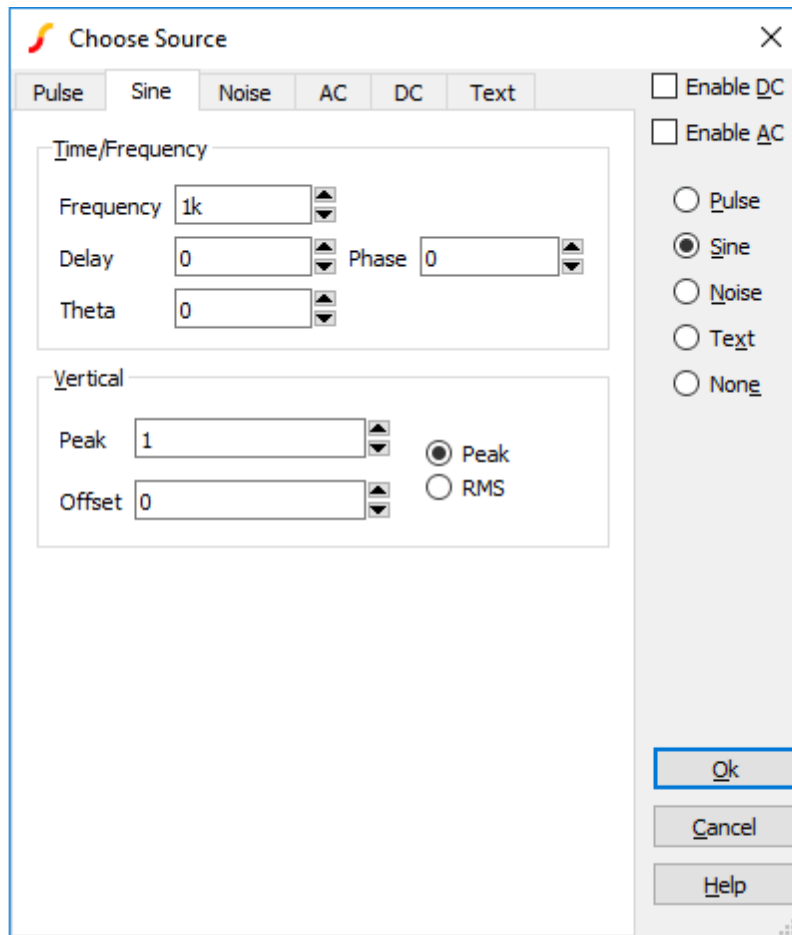 Choose Source
Pulse Sine Noise AC DC Text
Enable DC
Enable AC
Time/Frequency
Frequency 1k
Delay 0 Phase 0
Theta 0
Pulse
Sine
Noise
Text
None
Vertical
Peak 1
Offset 0
Peak
RMS
Ok
Cancel
Help